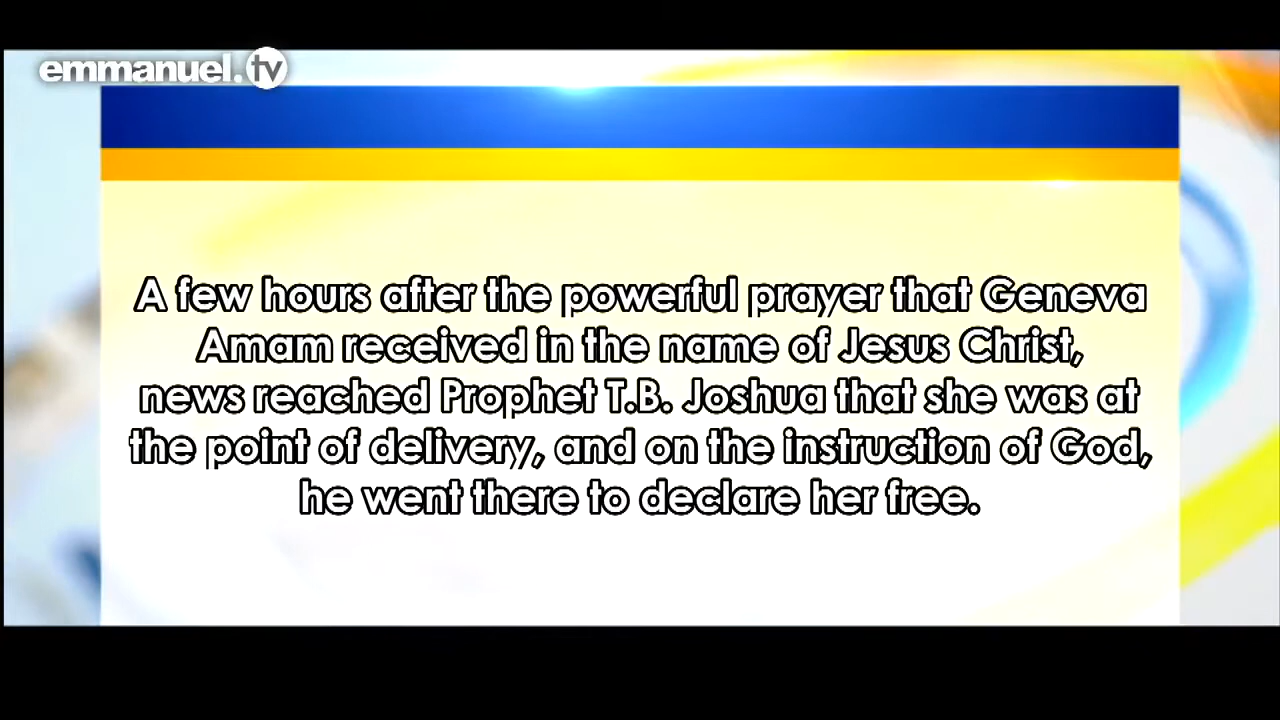 emmanuel.tv
A few hours after the powerful prayer that Geneva
Amam received in the name of Jesus Christ,
news reached Prophet T.B. Joshua that she was at
the point of delivery, and on the instruction of God,
he went there to declare her free.